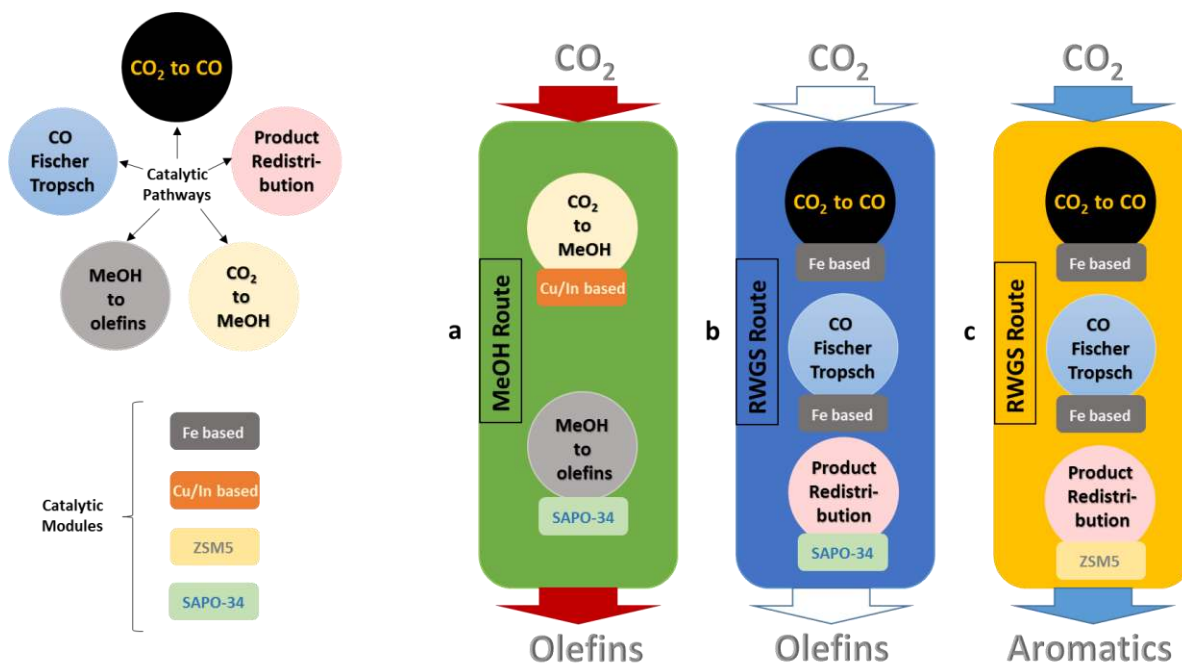 CO₂ to CO
CO
Fischer
Tropsch
Product
Redistri-
bution
Catalytic
Pathways
MeOH
to
olefins
CO₂
to
MeOH
Catalytic
Modules
Fe based
Cu/In based
ZSM5
SAPO-34
a
CO₂
MeOH Route
CO₂
to
MeOH
Cu/In based
MeOH
to
olefins
SAPO-34
Olefins
b
CO₂
RWGS Route
CO₂ to CO
Fe based
CO
Fischer
Tropsch
Fe based
Product
Redistri-
bution
SAPO-34
Olefins
c
CO₂
RWGS Route
CO₂ to CO
Fe based
CO
Fischer
Tropsch
Fe based
Product
Redistri-
bution
ZSM5
Aromatics